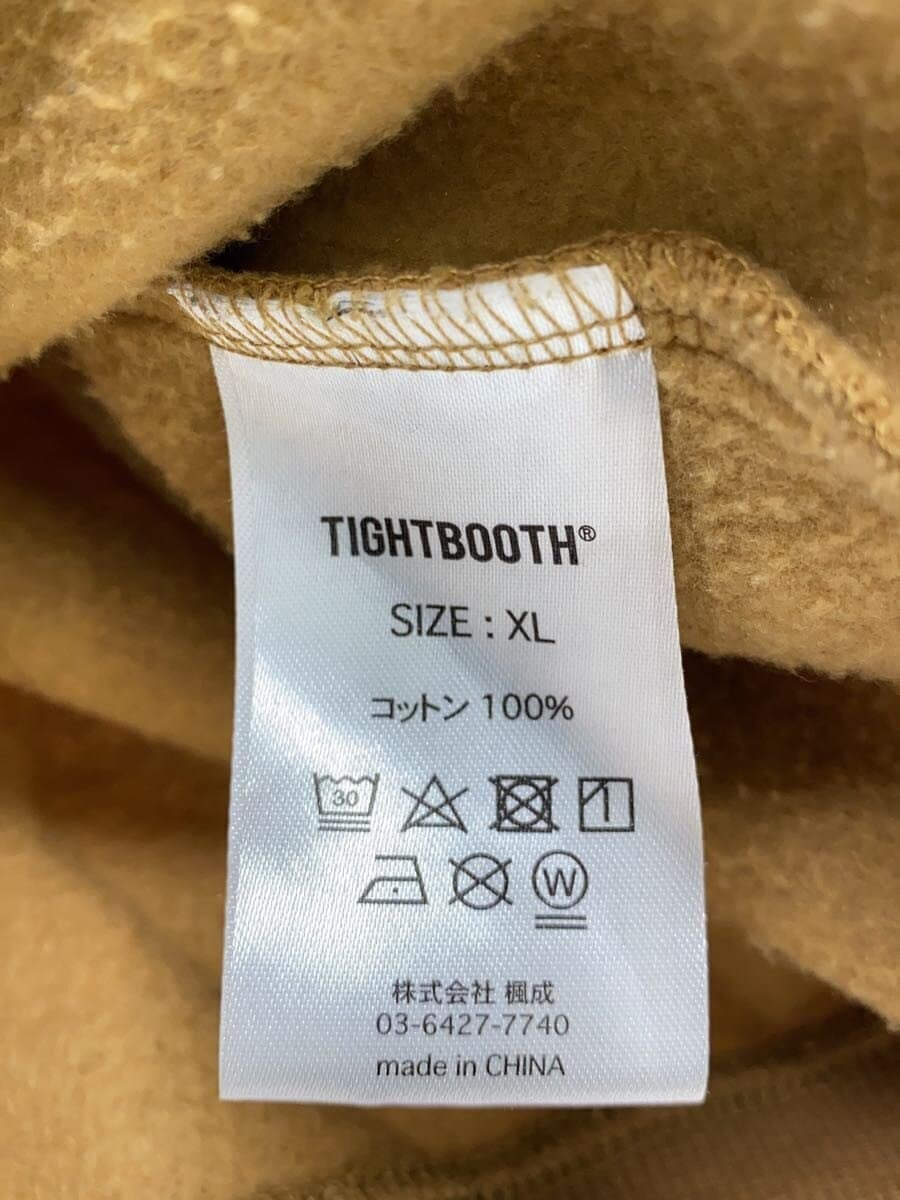 TIGHTBOOTH®
SIZE : XL
コットン 100%
30
1
W
株式会社 楓成
03-6427-7740
made in CHINA